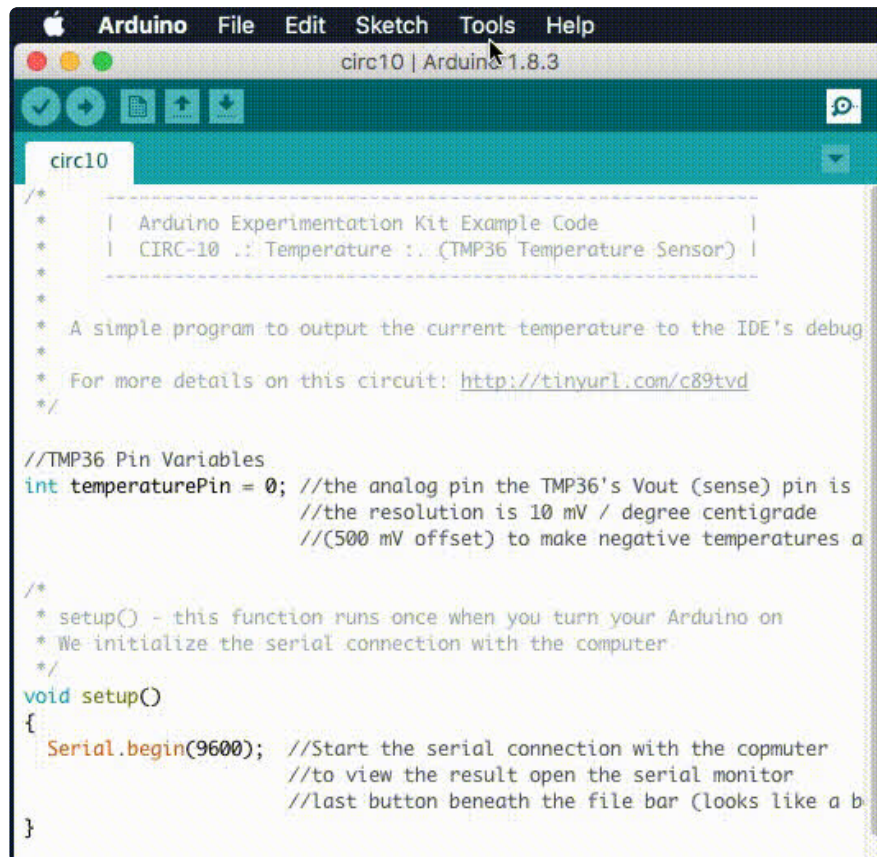 Arduino File Edit Sketch Tools Help
circ10 | Arduino 1.8.3
circ10
/* ---------------------------------------------------------
 *     |  Arduino Experimentation Kit Example Code             |
 *     |  CIRC-10 .: Temperature :. (TMP36 Temperature Sensor) |
 *     ---------------------------------------------------------
 *
 *  A simple program to output the current temperature to the IDE's debug
 *
 *  For more details on this circuit: http://tinyurl.com/c89tvd
 */
//TMP36 Pin Variables
int temperaturePin = 0; //the analog pin the TMP36's Vout (sense) pin is
//the resolution is 10 mV / degree centigrade
//(500 mV offset) to make negative temperatures a
/*
 * setup() - this function runs once when you turn your Arduino on
 * We initialize the serial connection with the computer
 */
void setup()
{
  Serial.begin(9600);  //Start the serial connection with the copmuter
//to view the result open the serial monitor
//last button beneath the file bar (looks like a b
}